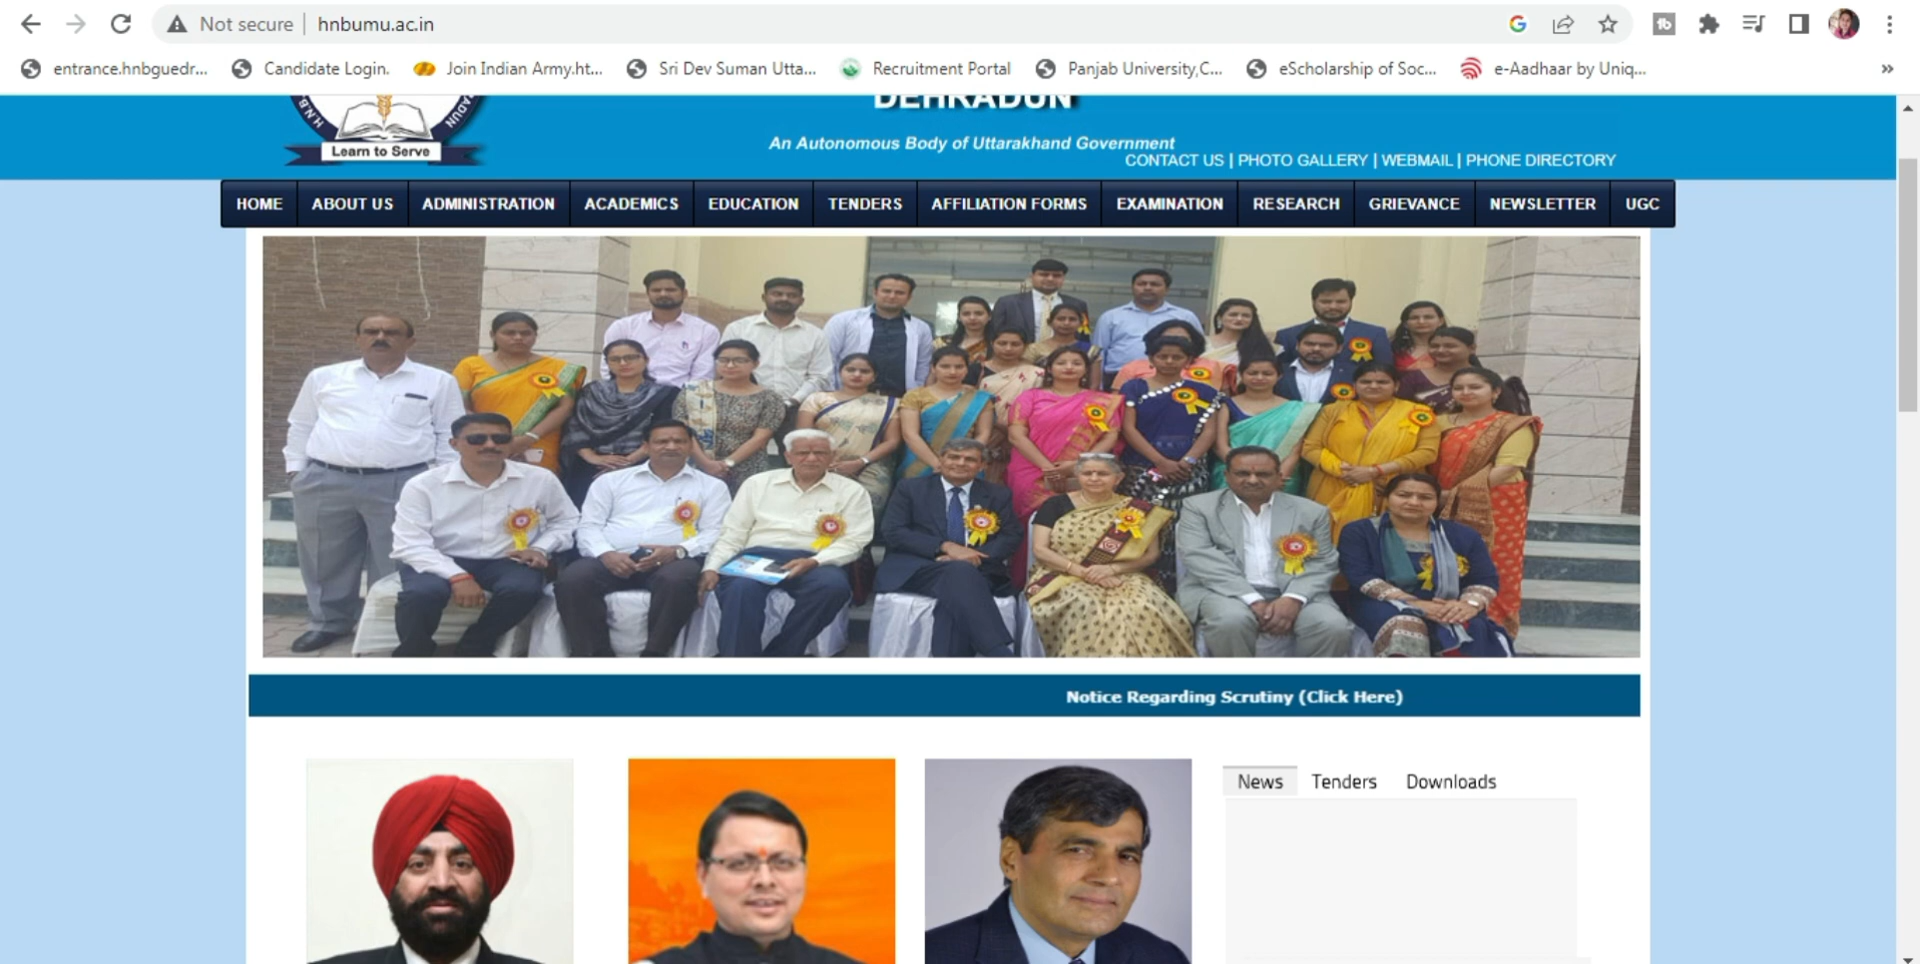 Not secure | hnbumu.ac.in
entrance.hnbguedr... Candidate Login. Join Indian Army.ht... Sri Dev Suman Utta... Recruitment Portal Panjab University,C... eScholarship of Soc... e-Aadhaar by Uniq... »
H.N.B
DEHRADUN
Learn to Serve
An Autonomous Body of Uttarakhand Government
CONTACT US | PHOTO GALLERY | WEBMAIL | PHONE DIRECTORY
HOME ABOUT US ADMINISTRATION ACADEMICS EDUCATION TENDERS AFFILIATION FORMS EXAMINATION RESEARCH GRIEVANCE NEWSLETTER UGC
Notice Regarding Scrutiny (Click Here)
News Tenders Downloads